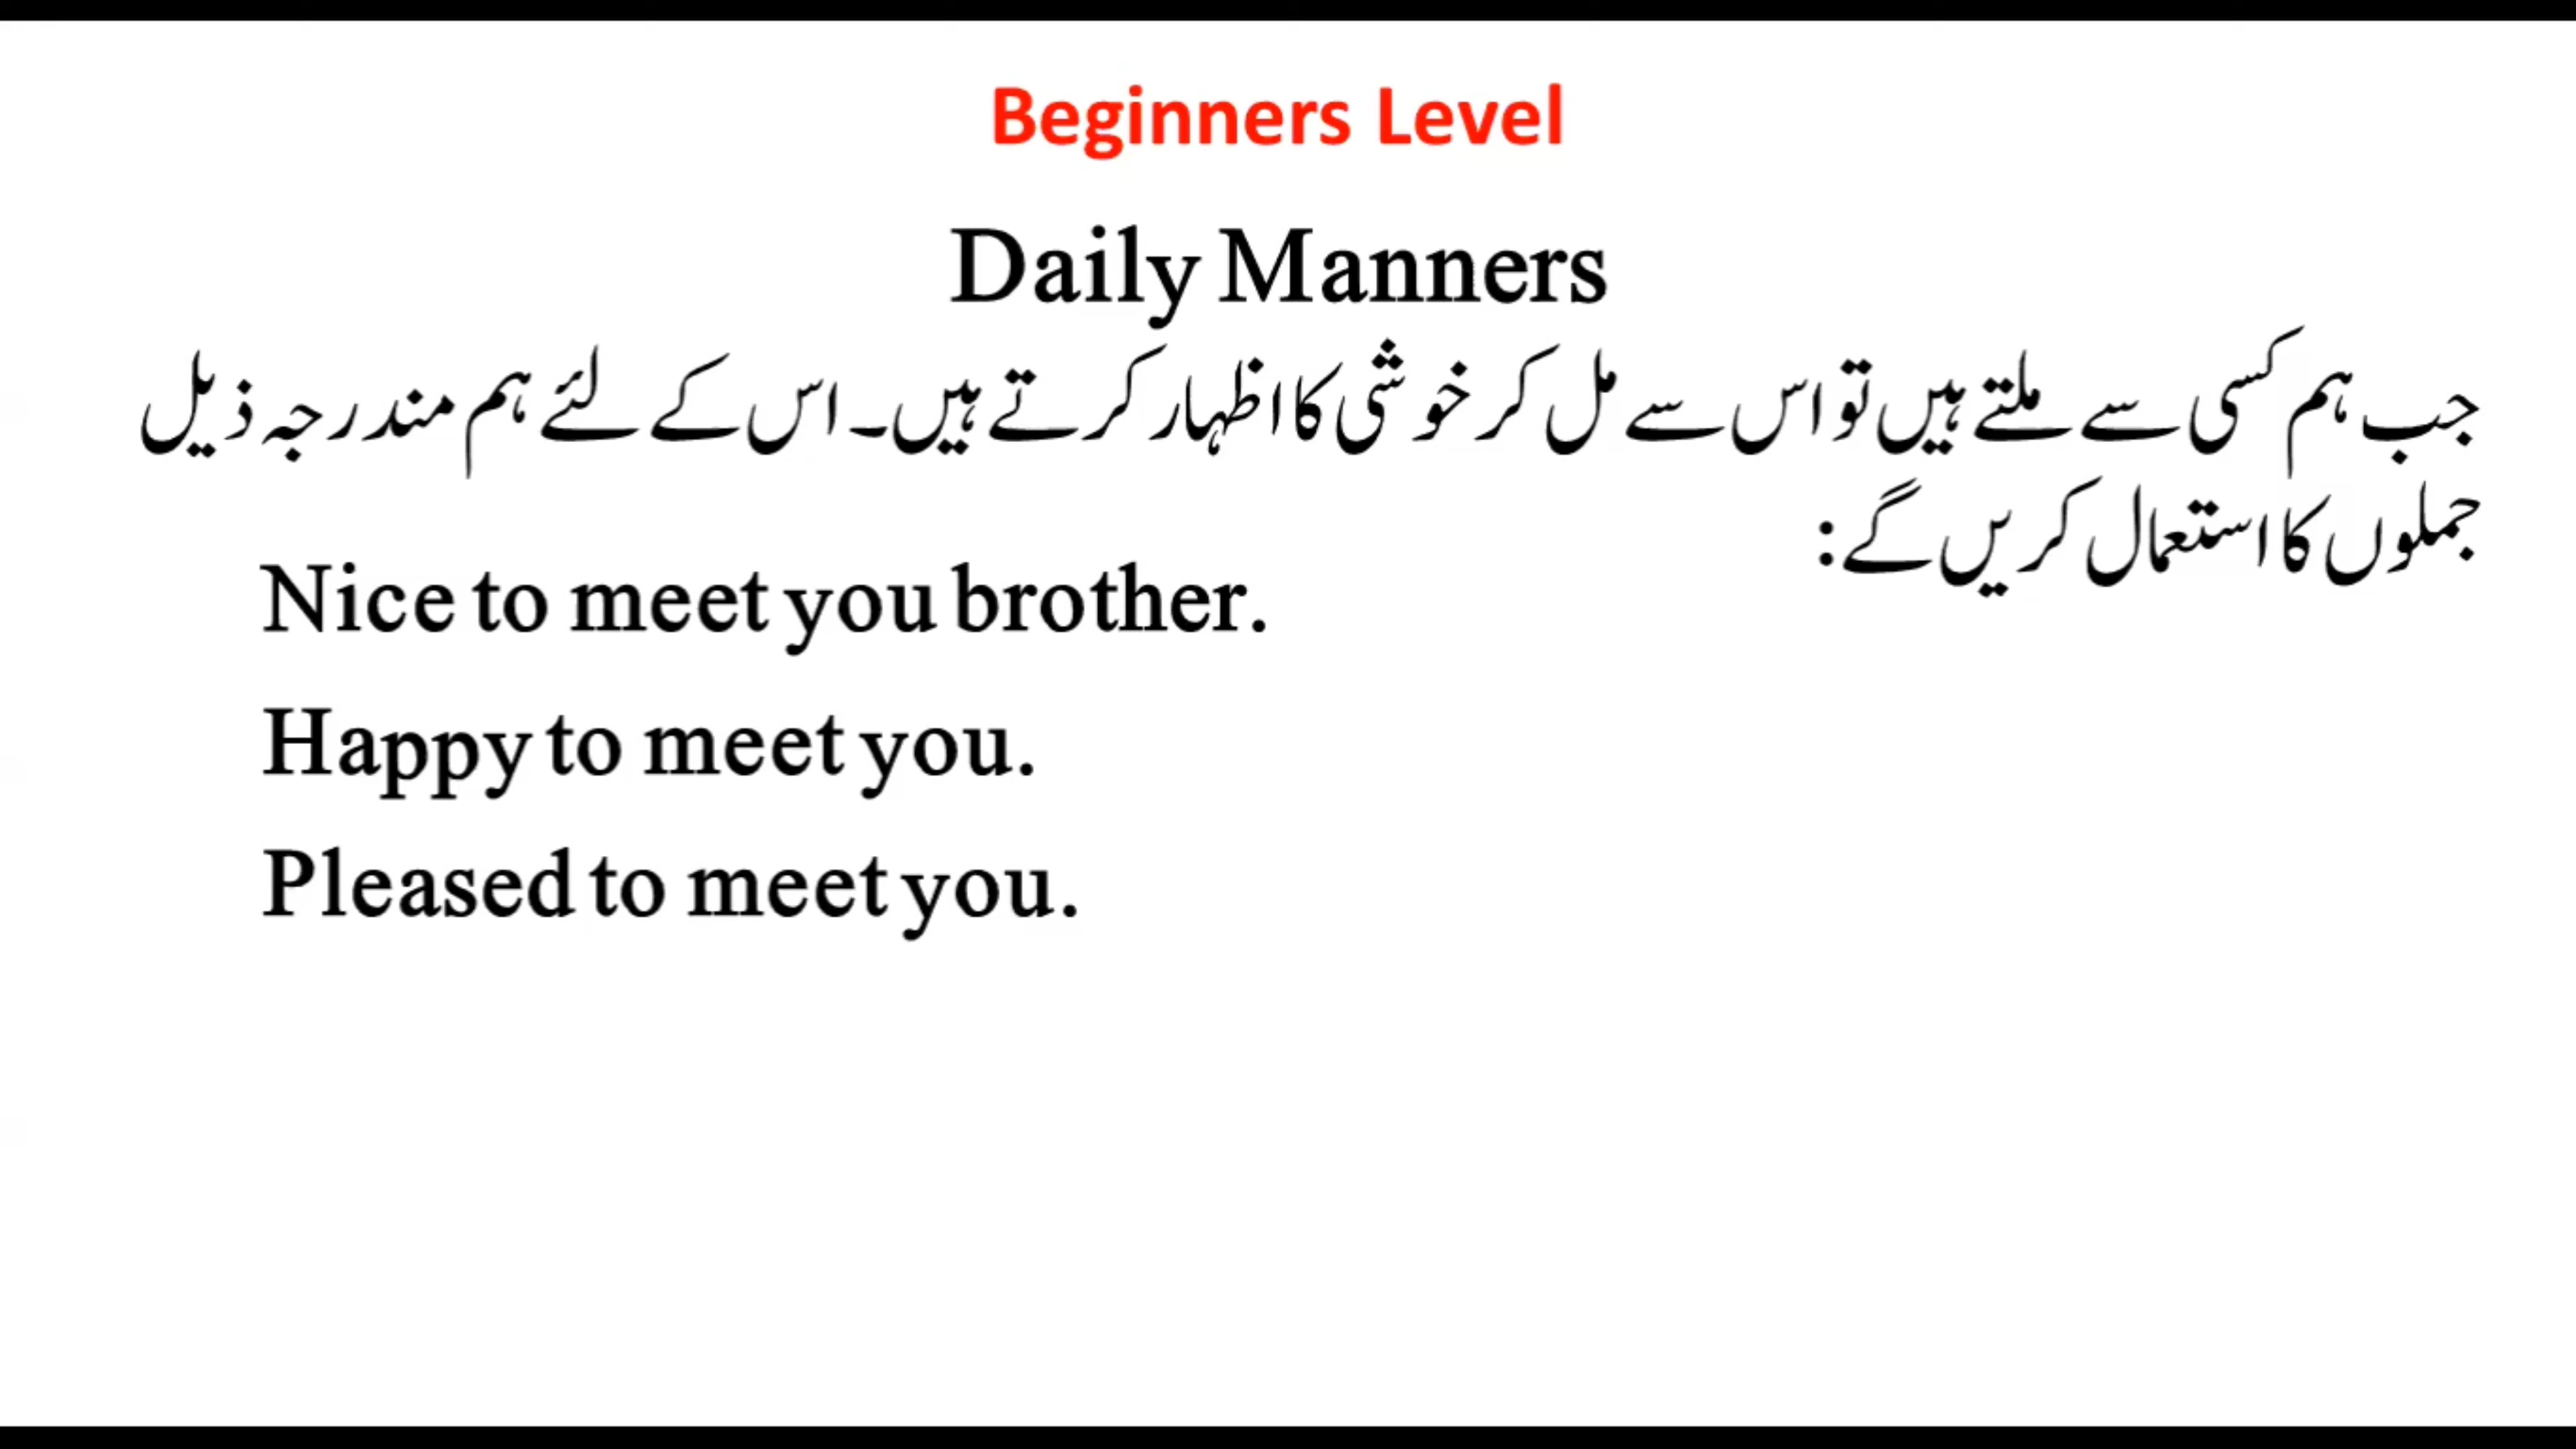 Beginners Level
Daily Manners
جب ہم کسی سے ملتے ہیں تو اس سے مل کر خوشی کا اظہار کرتے ہیں۔ اس کے لئے ہم مندرجہ ذیل
جملوں کا استعمال کریں گے:
Nice to meet you brother.
Happy to meet you.
Pleased to meet you.